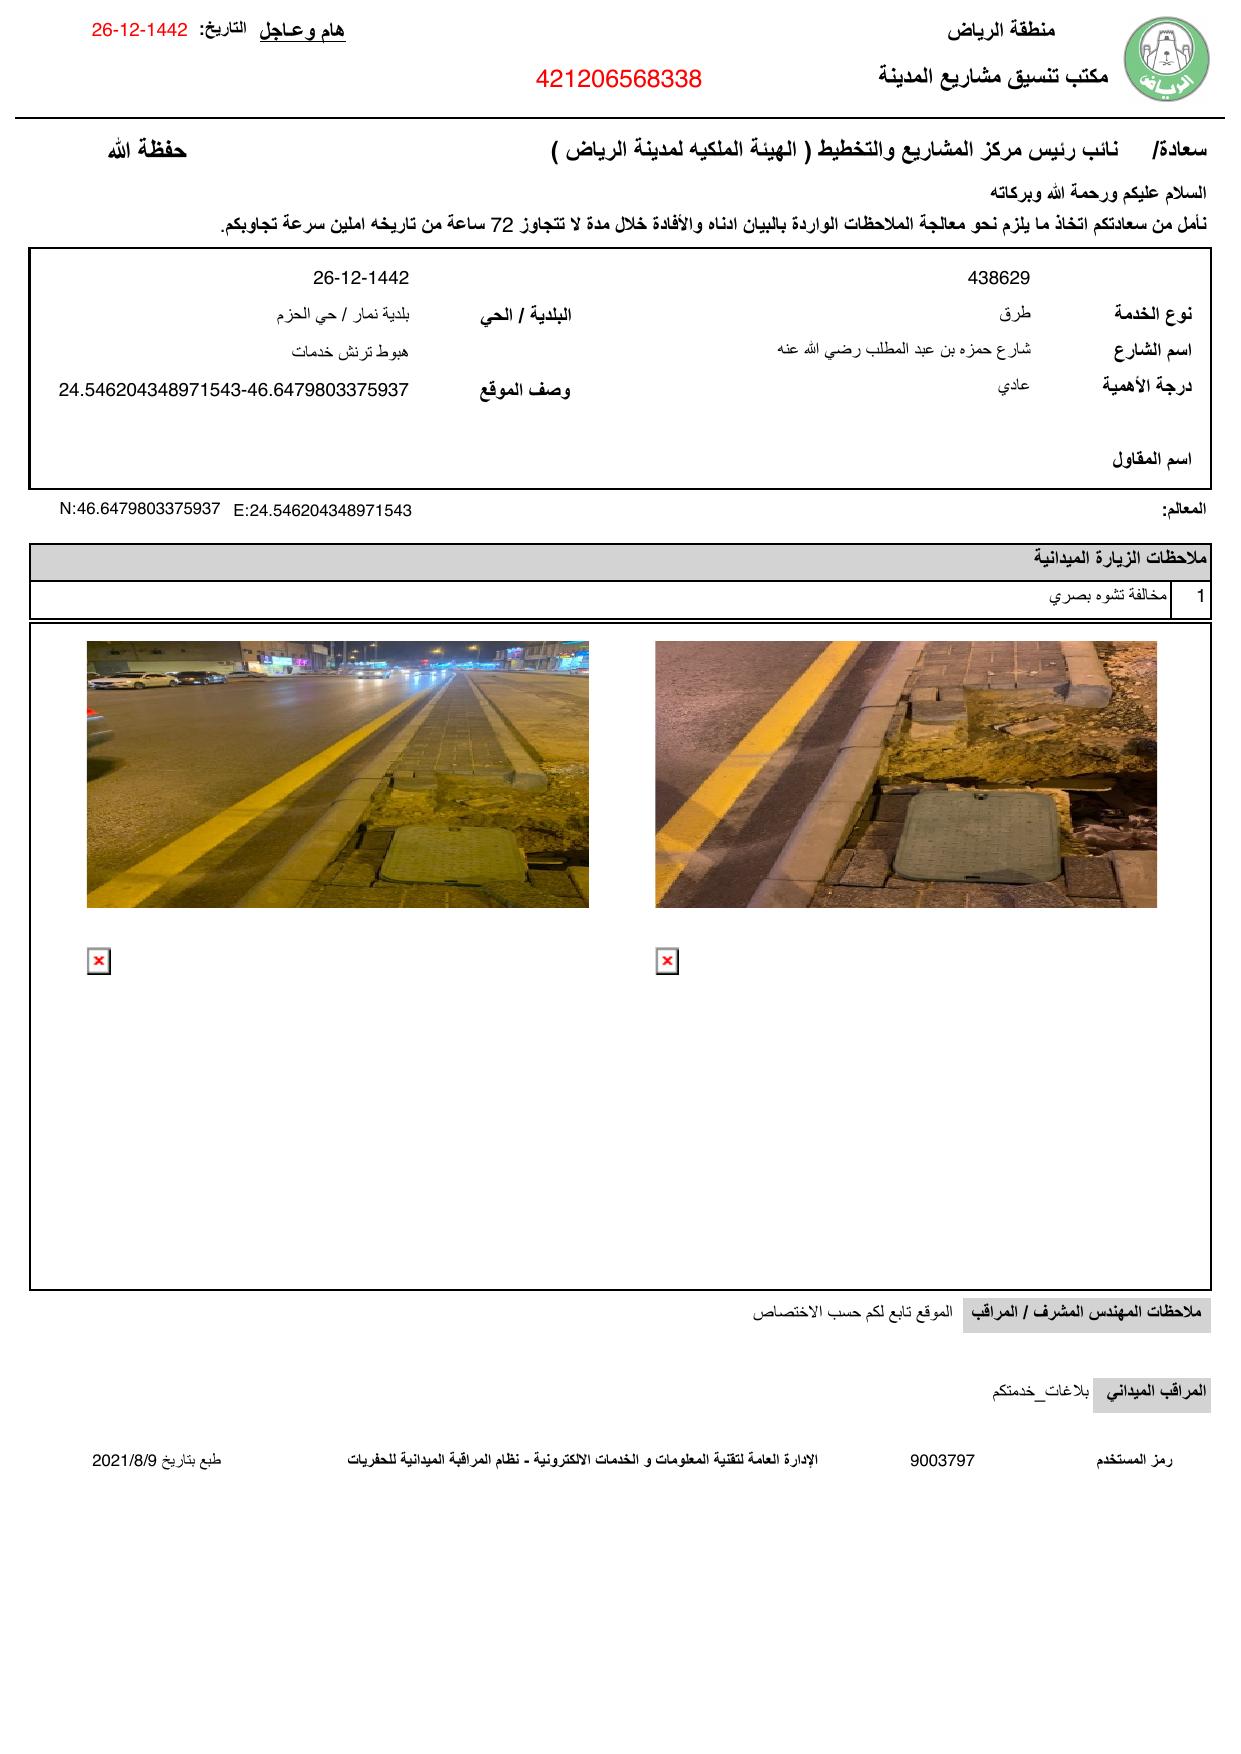 منطقة الرياض
هام وعـاجل التاريخ: 26-12-1442
مكتب تنسيق مشاريع المدينة
421206568338
الرياض
سعادة/ نائب رئيس مركز المشاريع والتخطيط ( الهيئة الملكيه لمدينة الرياض ) حفظة الله
السلام عليكم ورحمة الله وبركاته
نأمل من سعادتكم اتخاذ ما يلزم نحو معالجة الملاحظات الواردة بالبيان ادناه والأفادة خلال مدة لا تتجاوز 72 ساعة من تاريخه املين سرعة تجاوبكم.
438629 26-12-1442
نوع الخدمة طرق البلدية / الحي بلدية نمار / حي الحزم
اسم الشارع شارع حمزه بن عبد المطلب رضي الله عنه هبوط ترنش خدمات
درجة الأهمية عادي وصف الموقع 24.546204348971543-46.6479803375937
اسم المقاول
المعالم: N:46.6479803375937 E:24.546204348971543
ملاحظات الزيارة الميدانية
1 مخالفة تشوه بصري
ملاحظات المهندس المشرف / المراقب الموقع تابع لكم حسب الاختصاص
المراقب الميداني بلاغات_خدمتكم
رمز المستخدم 9003797 الإدارة العامة لتقنية المعلومات و الخدمات الالكترونية - نظام المراقبة الميدانية للحفريات طبع بتاريخ 2021/8/9